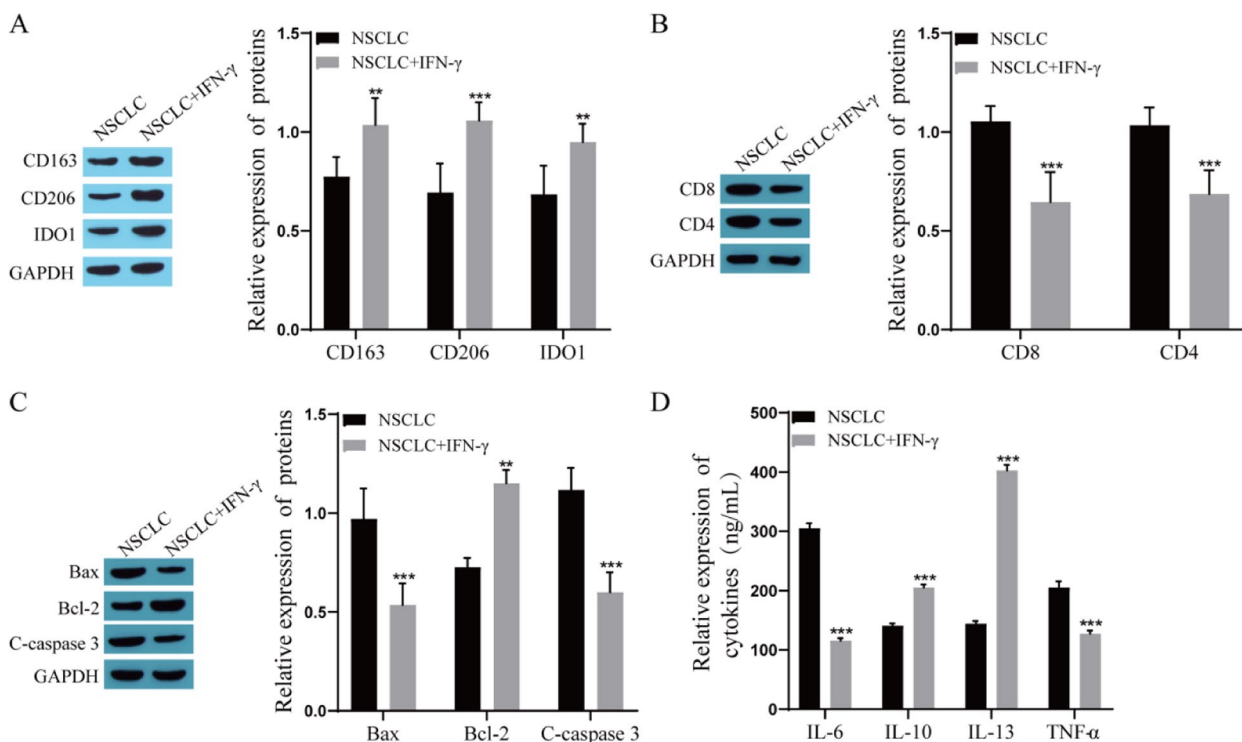 A
NSCLC
NSCLC+IFN-γ
CD163
CD206
IDO1
GAPDH
Relative expression of proteins
NSCLC
NSCLC+IFN-γ
1.5
1.0
0.5
0.0
**
***
**
CD163
CD206
IDO1
B
NSCLC
NSCLC+IFN-γ
CD8
CD4
GAPDH
Relative expression of proteins
NSCLC
NSCLC+IFN-γ
1.5
1.0
0.5
0.0
***
***
CD8
CD4
C
NSCLC
NSCLC+IFN-γ
Bax
Bcl-2
C-caspase 3
GAPDH
Relative expression of proteins
NSCLC
NSCLC+IFN-γ
1.5
1.0
0.5
0.0
***
**
***
Bax
Bcl-2
C-caspase 3
D
Relative expression of
cytokines (ng/mL)
NSCLC
NSCLC+IFN-γ
500
400
300
200
100
0
***
***
***
***
IL-6
IL-10
IL-13
TNF-α